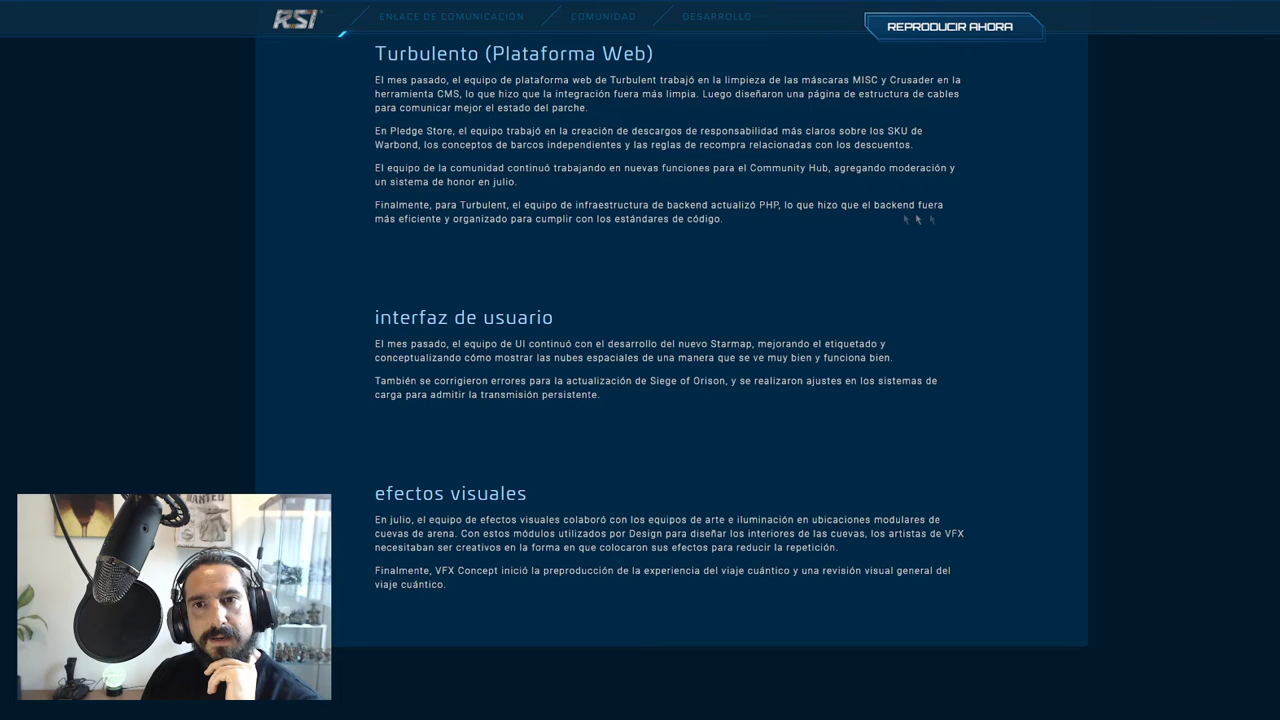 RSI
ENLACE DE COMUNICACIÓN
COMUNIDAD
DESARROLLO
REPRODUCIR AHORA
Turbulento (Plataforma Web)
El mes pasado, el equipo de plataforma web de Turbulent trabajó en la limpieza de las máscaras MISC y Crusader en la
herramienta CMS, lo que hizo que la integración fuera más limpia. Luego diseñaron una página de estructura de cables
para comunicar mejor el estado del parche.
En Pledge Store, el equipo trabajó en la creación de descargos de responsabilidad más claros sobre los SKU de
Warbond, los conceptos de barcos independientes y las reglas de recompra relacionadas con los descuentos.
El equipo de la comunidad continuó trabajando en nuevas funciones para el Community Hub, agregando moderación y
un sistema de honor en julio.
Finalmente, para Turbulent, el equipo de infraestructura de backend actualizó PHP, lo que hizo que el backend fuera
más eficiente y organizado para cumplir con los estándares de código.
interfaz de usuario
El mes pasado, el equipo de UI continuó con el desarrollo del nuevo Starmap, mejorando el etiquetado y
conceptualizando cómo mostrar las nubes espaciales de una manera que se ve muy bien y funciona bien.
También se corrigieron errores para la actualización de Siege of Orison, y se realizaron ajustes en los sistemas de
carga para admitir la transmisión persistente.
efectos visuales
En julio, el equipo de efectos visuales colaboró con los equipos de arte e iluminación en ubicaciones modulares de
cuevas de arena. Con estos módulos utilizados por Design para diseñar los interiores de las cuevas, los artistas de VFX
necesitaban ser creativos en la forma en que colocaron sus efectos para reducir la repetición.
Finalmente, VFX Concept inició la preproducción de la experiencia del viaje cuántico y una revisión visual general del
viaje cuántico.
WANTED